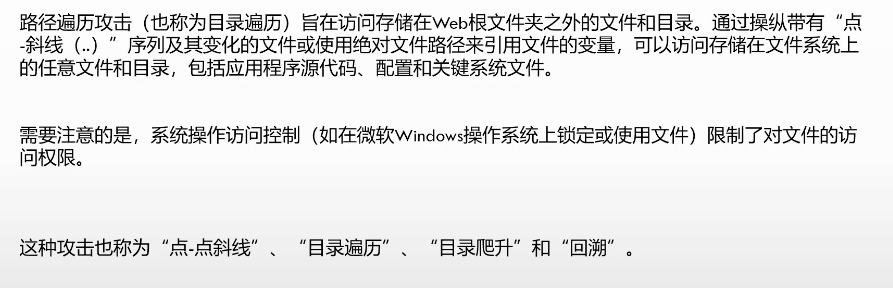 路径遍历攻击（也称为目录遍历）旨在访问存储在Web根文件夹之外的文件和目录。通过操纵带有“点
-斜线（..）”序列及其变化的文件或使用绝对文件路径来引用文件的变量，可以访问存储在文件系统上
的任意文件和目录，包括应用程序源代码、配置和关键系统文件。
需要注意的是，系统操作访问控制（如在微软Windows操作系统上锁定或使用文件）限制了对文件的访
问权限。
这种攻击也称为“点-点斜线”、“目录遍历”、“目录爬升”和“回溯”。